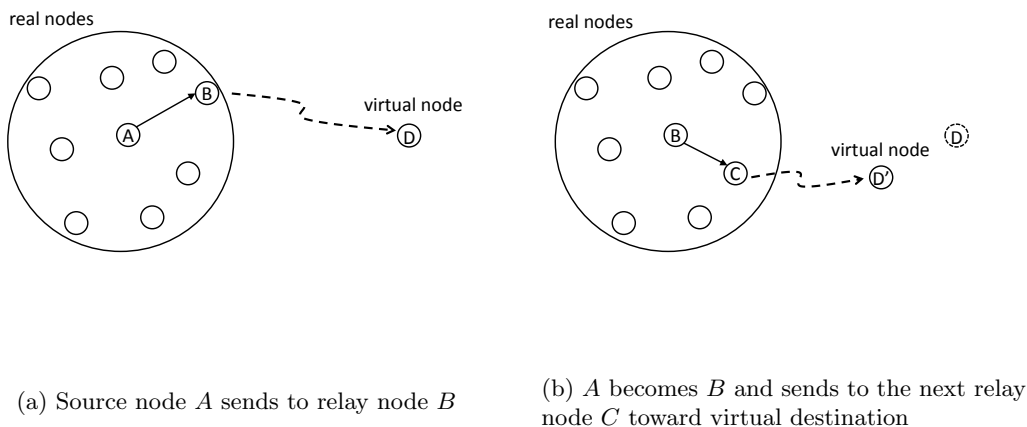 real nodes
B
virtual node
A
D
(a) Source node A sends to relay node B
real nodes
B
virtual node
D
C
D’
(b) A becomes B and sends to the next relay
node C toward virtual destination